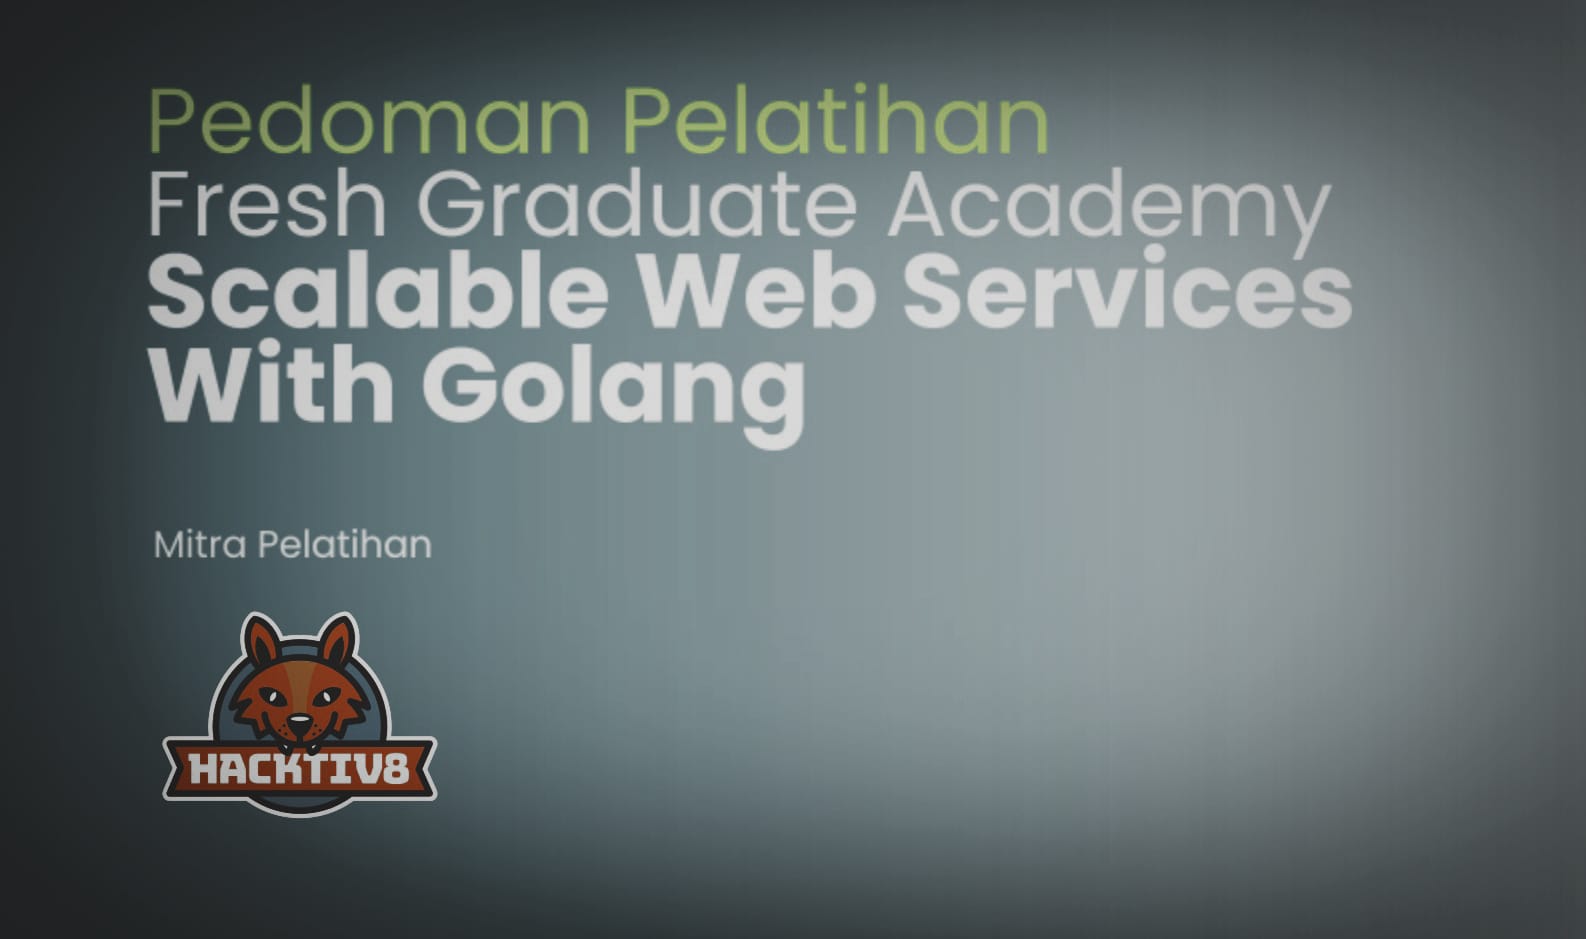 Pedoman Pelatihan
Fresh Graduate Academy
Scalable Web Services
With Golang
Mitra Pelatihan
HACKTIV8